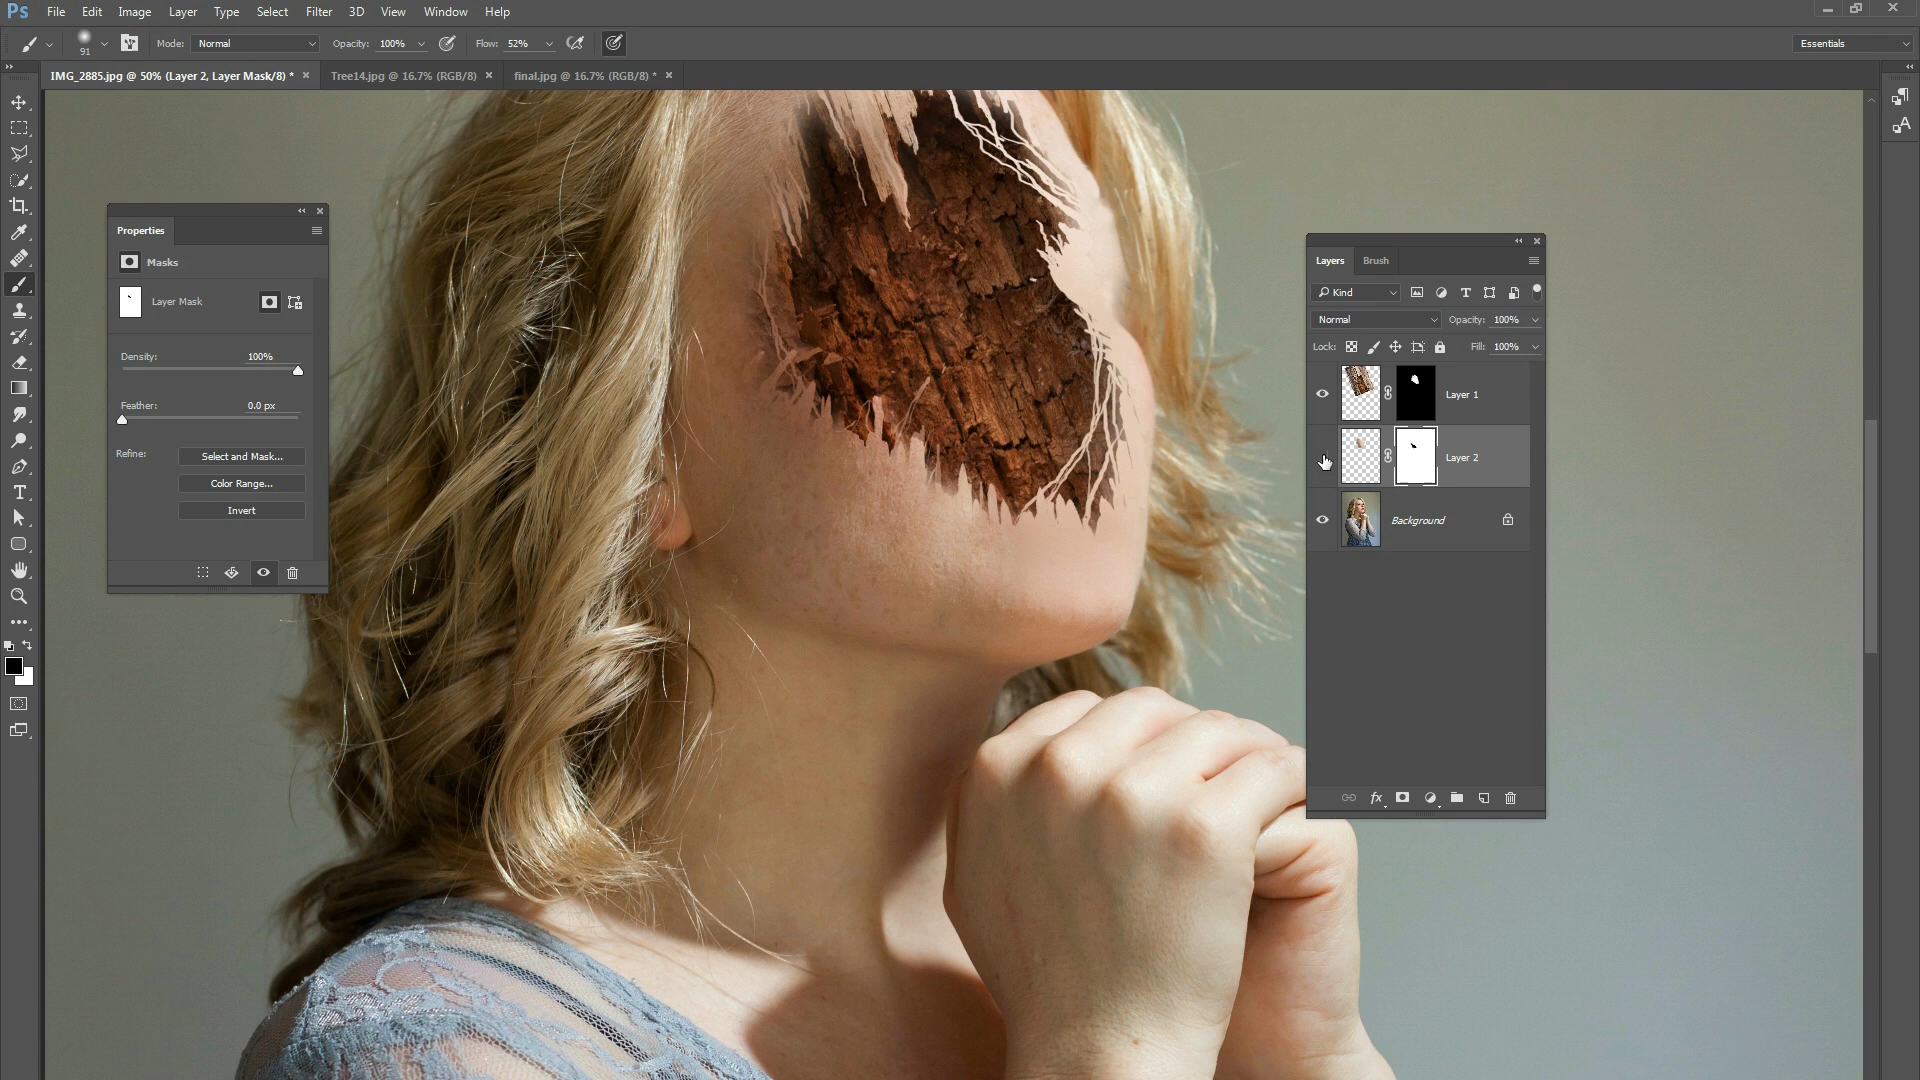 Ps File Edit Image Layer Type Select Filter 3D View Window Help
91 Mode: Normal Opacity: 100% Flow: 52% Essentials
IMG_2885.jpg @ 50% (Layer 2, Layer Mask/8) * × Tree14.jpg @ 16.7% (RGB/8) × final.jpg @ 16.7% (RGB/8) * ×
Properties
Masks
Layer Mask
Density: 100%
Feather: 0.0 px
Refine: Select and Mask...
Color Range...
Invert
Layers Brush
Kind
Normal Opacity: 100%
Lock: Fill: 100%
Layer 1
Layer 2
Background
fx